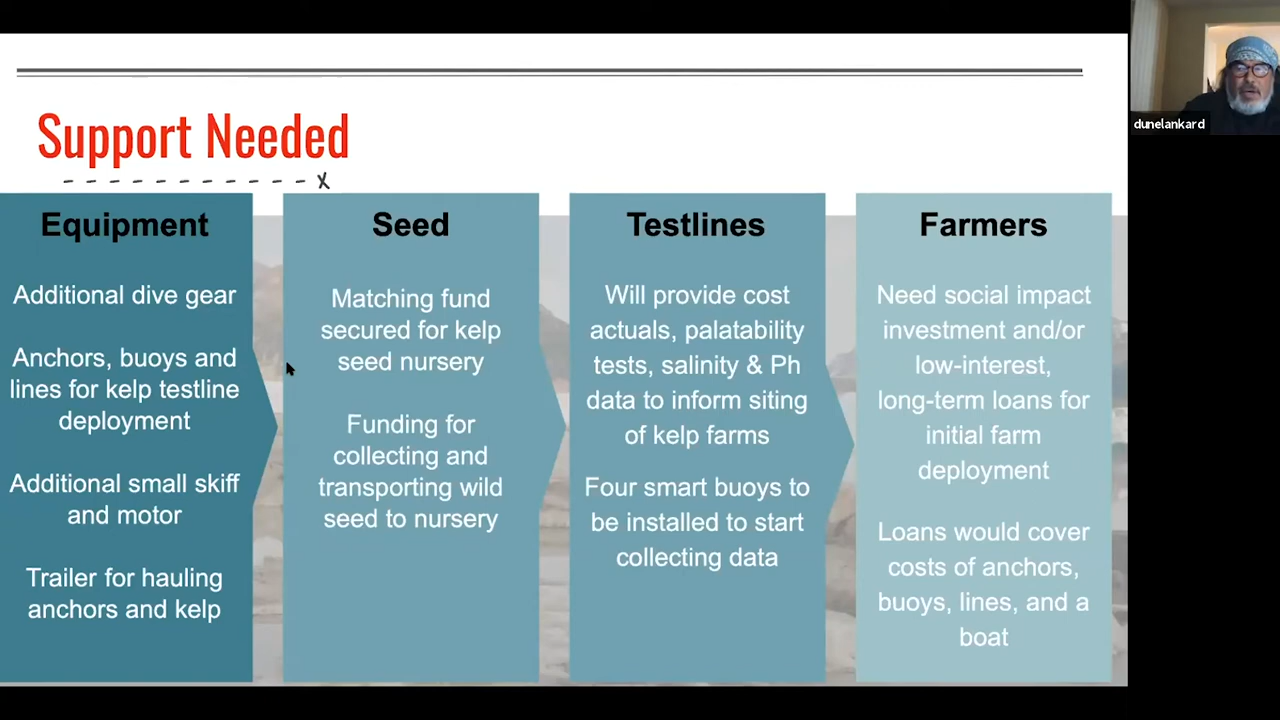 Support Needed
x
Equipment
Additional dive gear
Anchors, buoys and
lines for kelp testline
deployment
Additional small skiff
and motor
Trailer for hauling
anchors and kelp
Seed
Matching fund
secured for kelp
seed nursery
Funding for
collecting and
transporting wild
seed to nursery
Testlines
Will provide cost
actuals, palatability
tests, salinity & Ph
data to inform siting
of kelp farms
Four smart buoys to
be installed to start
collecting data
Farmers
Need social impact
investment and/or
low-interest,
long-term loans for
initial farm
deployment
Loans would cover
costs of anchors,
buoys, lines, and a
boat
dunelankard